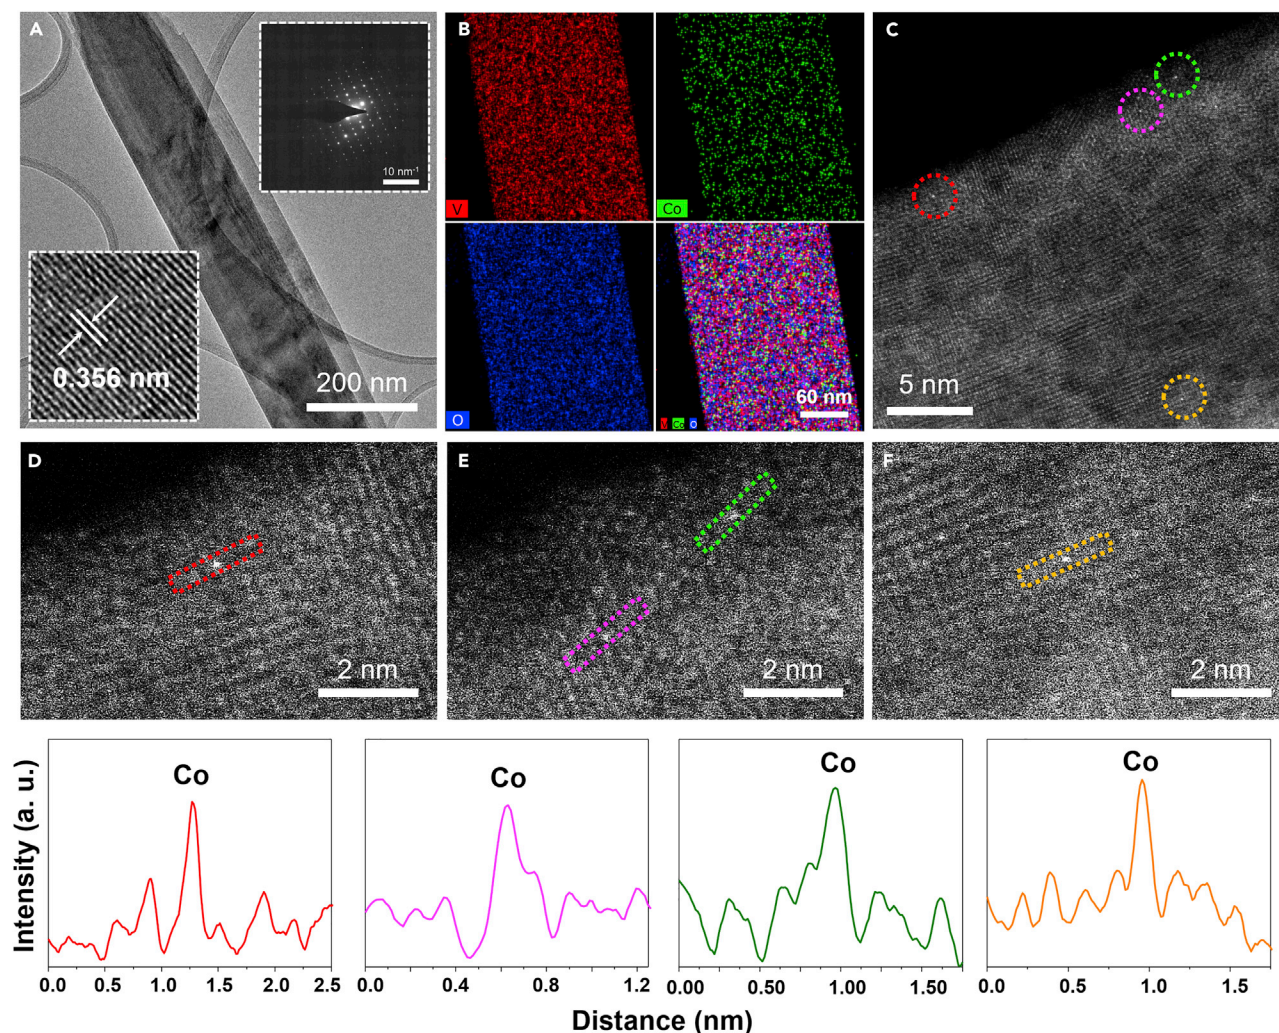 A
10 nm⁻¹
0.356 nm
200 nm
B
V
Co
O
V Co O
60 nm
C
5 nm
D
2 nm
E
2 nm
F
2 nm
Intensity (a. u.)
Co
0.0 0.5 1.0 1.5 2.0 2.5
Co
0.0 0.4 0.8 1.2
Co
0.00 0.50 1.00 1.50
Co
0.0 0.5 1.0 1.5
Distance (nm)